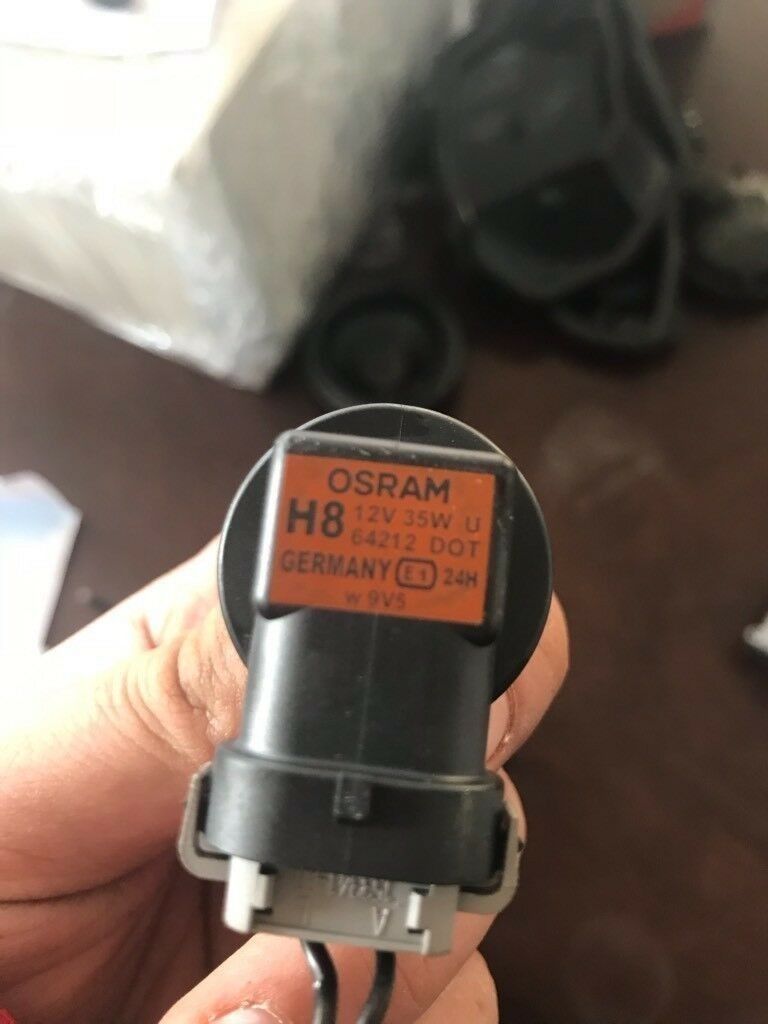 OSRAM
H8 12V 35W U
64212 DOT
GERMANY E1 24H
w 9V5
A